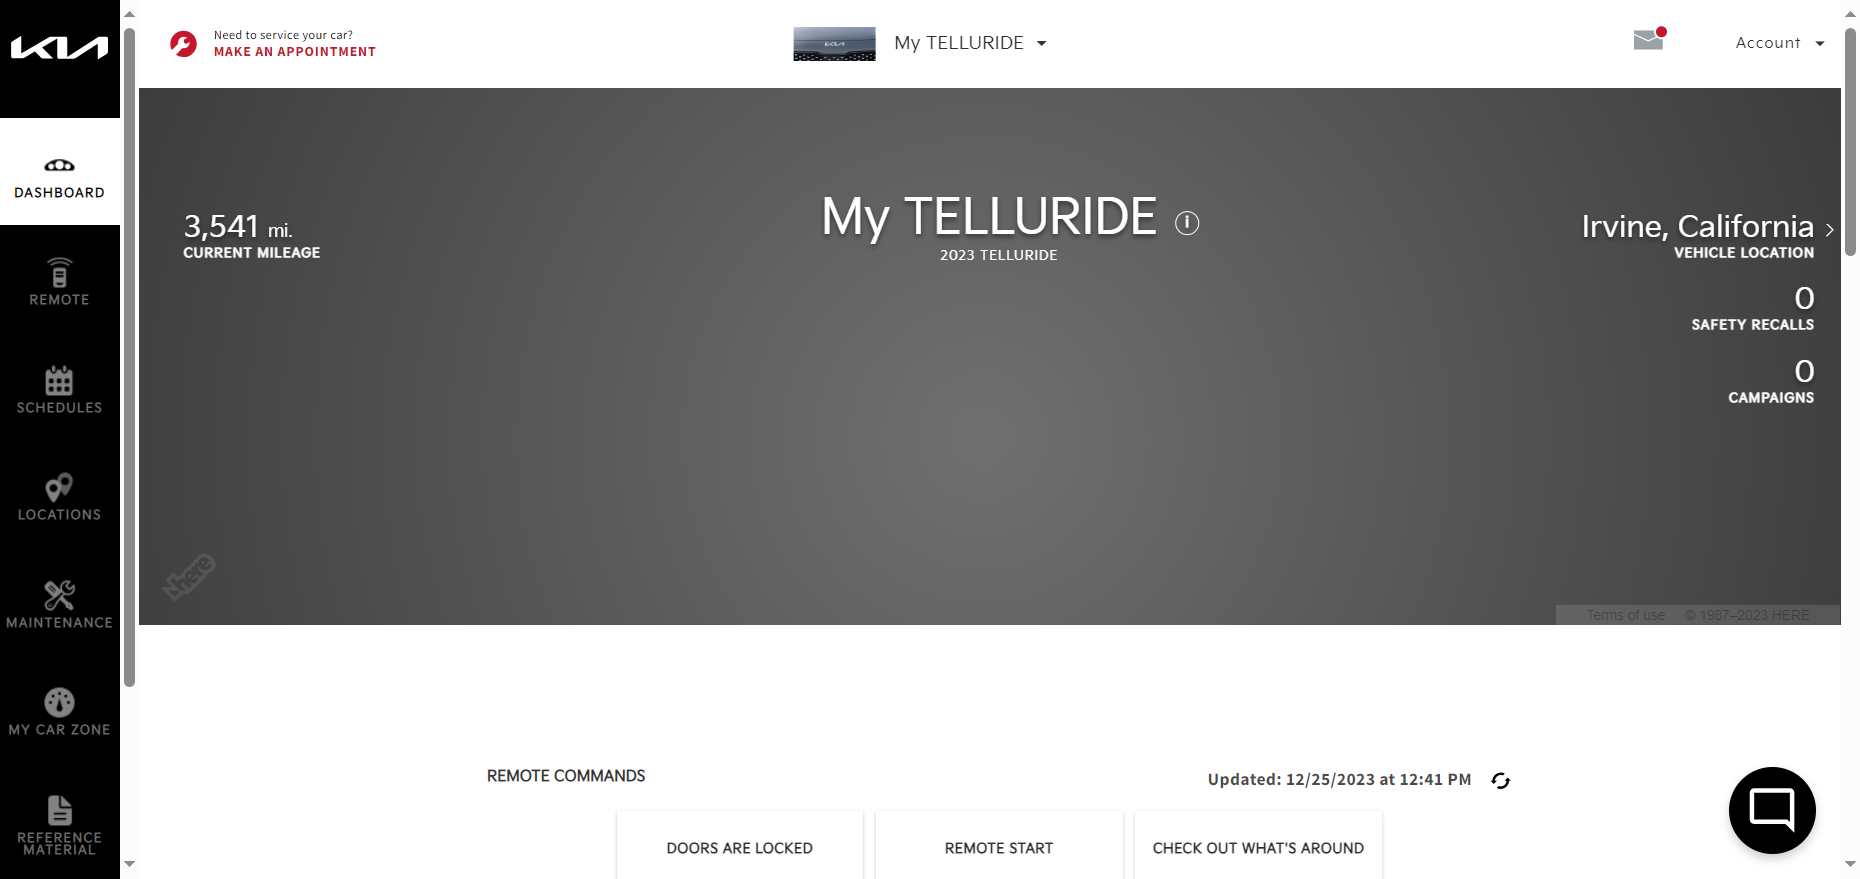 KIA
Need to service your car?
MAKE AN APPOINTMENT
My TELLURIDE
Account
DASHBOARD
REMOTE
SCHEDULES
LOCATIONS
MAINTENANCE
MY CAR ZONE
REFERENCE
MATERIAL
3,541 mi.
CURRENT MILEAGE
My TELLURIDE
2023 TELLURIDE
Irvine, California
VEHICLE LOCATION
0
SAFETY RECALLS
0
CAMPAIGNS
here
Terms of use © 1987–2023 HERE
REMOTE COMMANDS
Updated: 12/25/2023 at 12:41 PM
DOORS ARE LOCKED
REMOTE START
CHECK OUT WHAT'S AROUND